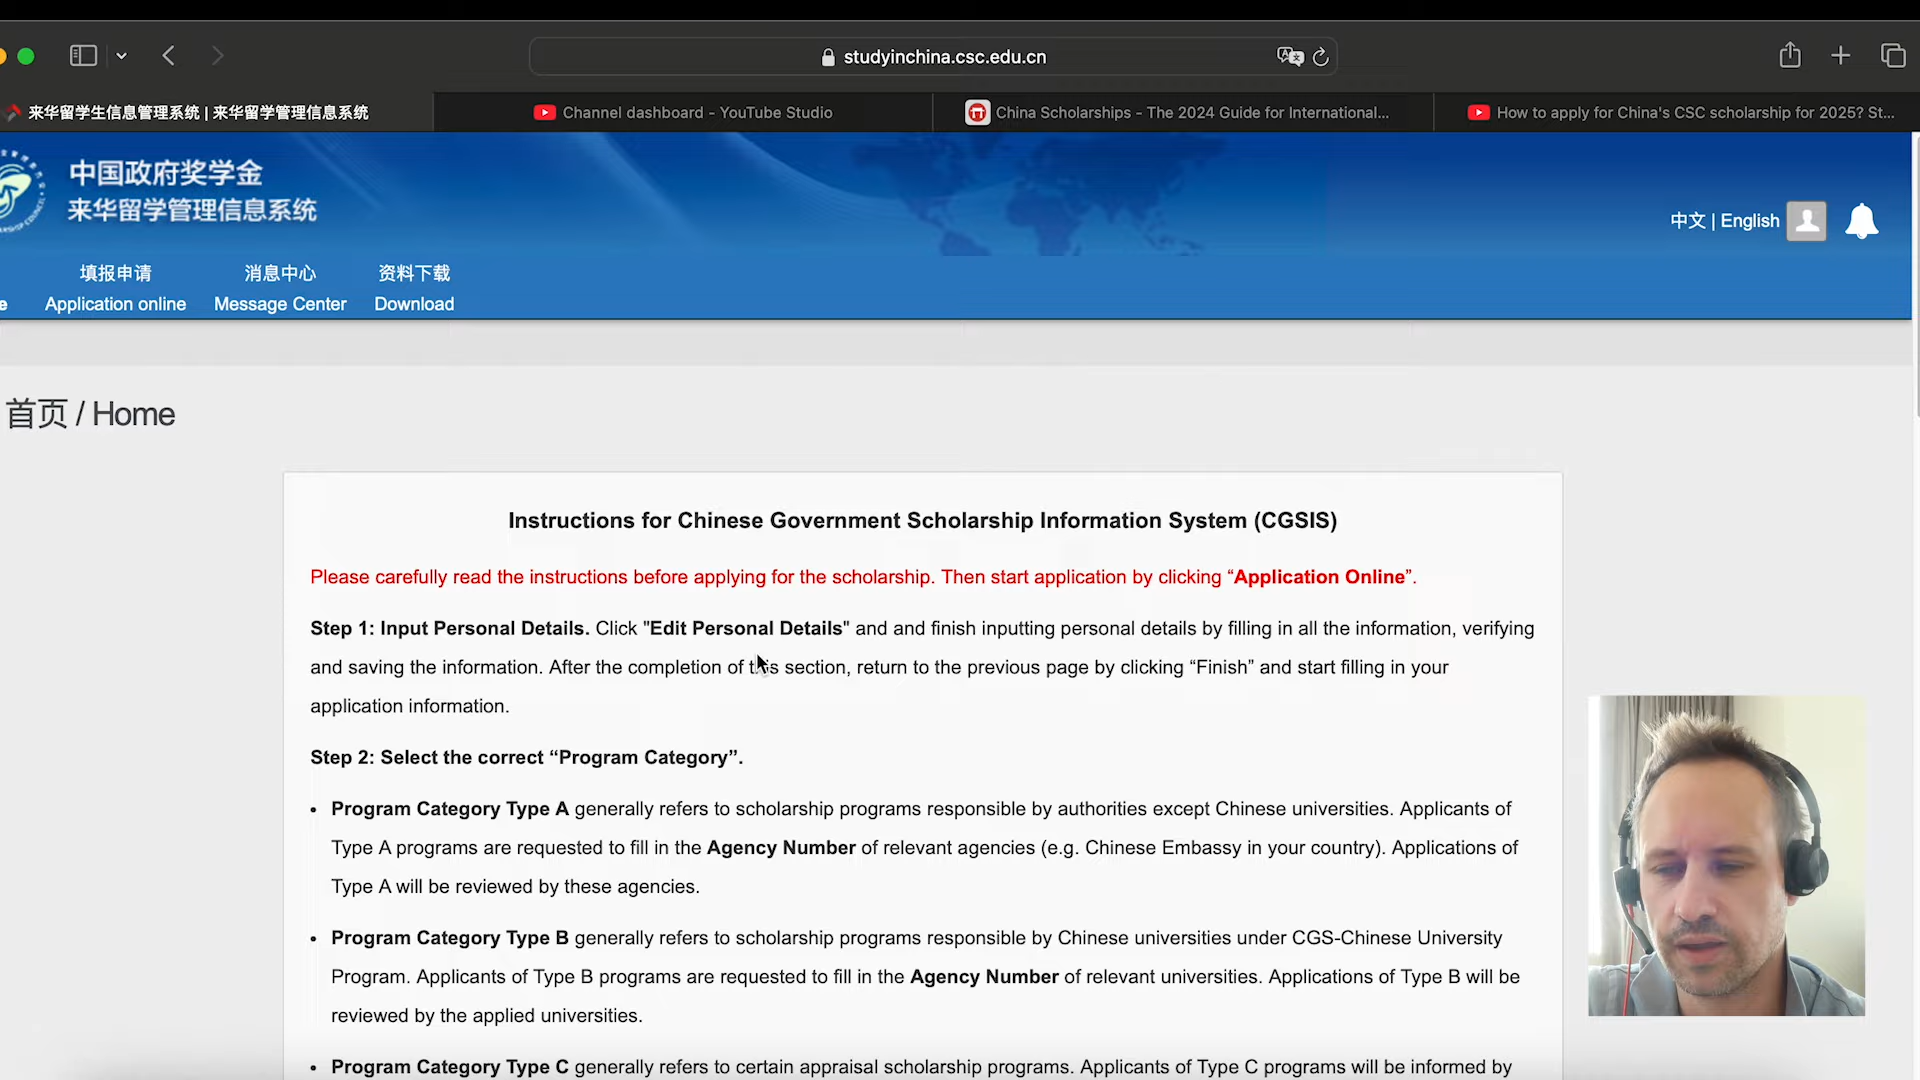 studyinchina.csc.edu.cn
来华留学生信息管理系统 | 来华留学管理信息系统
Channel dashboard - YouTube Studio
China Scholarships - The 2024 Guide for International...
How to apply for China's CSC scholarship for 2025? St...
中国政府奖学金
来华留学管理信息系统
中文 | English
填报申请 消息中心 资料下载
e Application online Message Center Download
首页 / Home
Instructions for Chinese Government Scholarship Information System (CGSIS)
Please carefully read the instructions before applying for the scholarship. Then start application by clicking “Application Online”.
Step 1: Input Personal Details. Click "Edit Personal Details" and and finish inputting personal details by filling in all the information, verifying
and saving the information. After the completion of this section, return to the previous page by clicking “Finish” and start filling in your
application information.
Step 2: Select the correct “Program Category”.
• Program Category Type A generally refers to scholarship programs responsible by authorities except Chinese universities. Applicants of
Type A programs are requested to fill in the Agency Number of relevant agencies (e.g. Chinese Embassy in your country). Applications of
Type A will be reviewed by these agencies.
• Program Category Type B generally refers to scholarship programs responsible by Chinese universities under CGS-Chinese University
Program. Applicants of Type B programs are requested to fill in the Agency Number of relevant universities. Applications of Type B will be
reviewed by the applied universities.
• Program Category Type C generally refers to certain appraisal scholarship programs. Applicants of Type C programs will be informed by